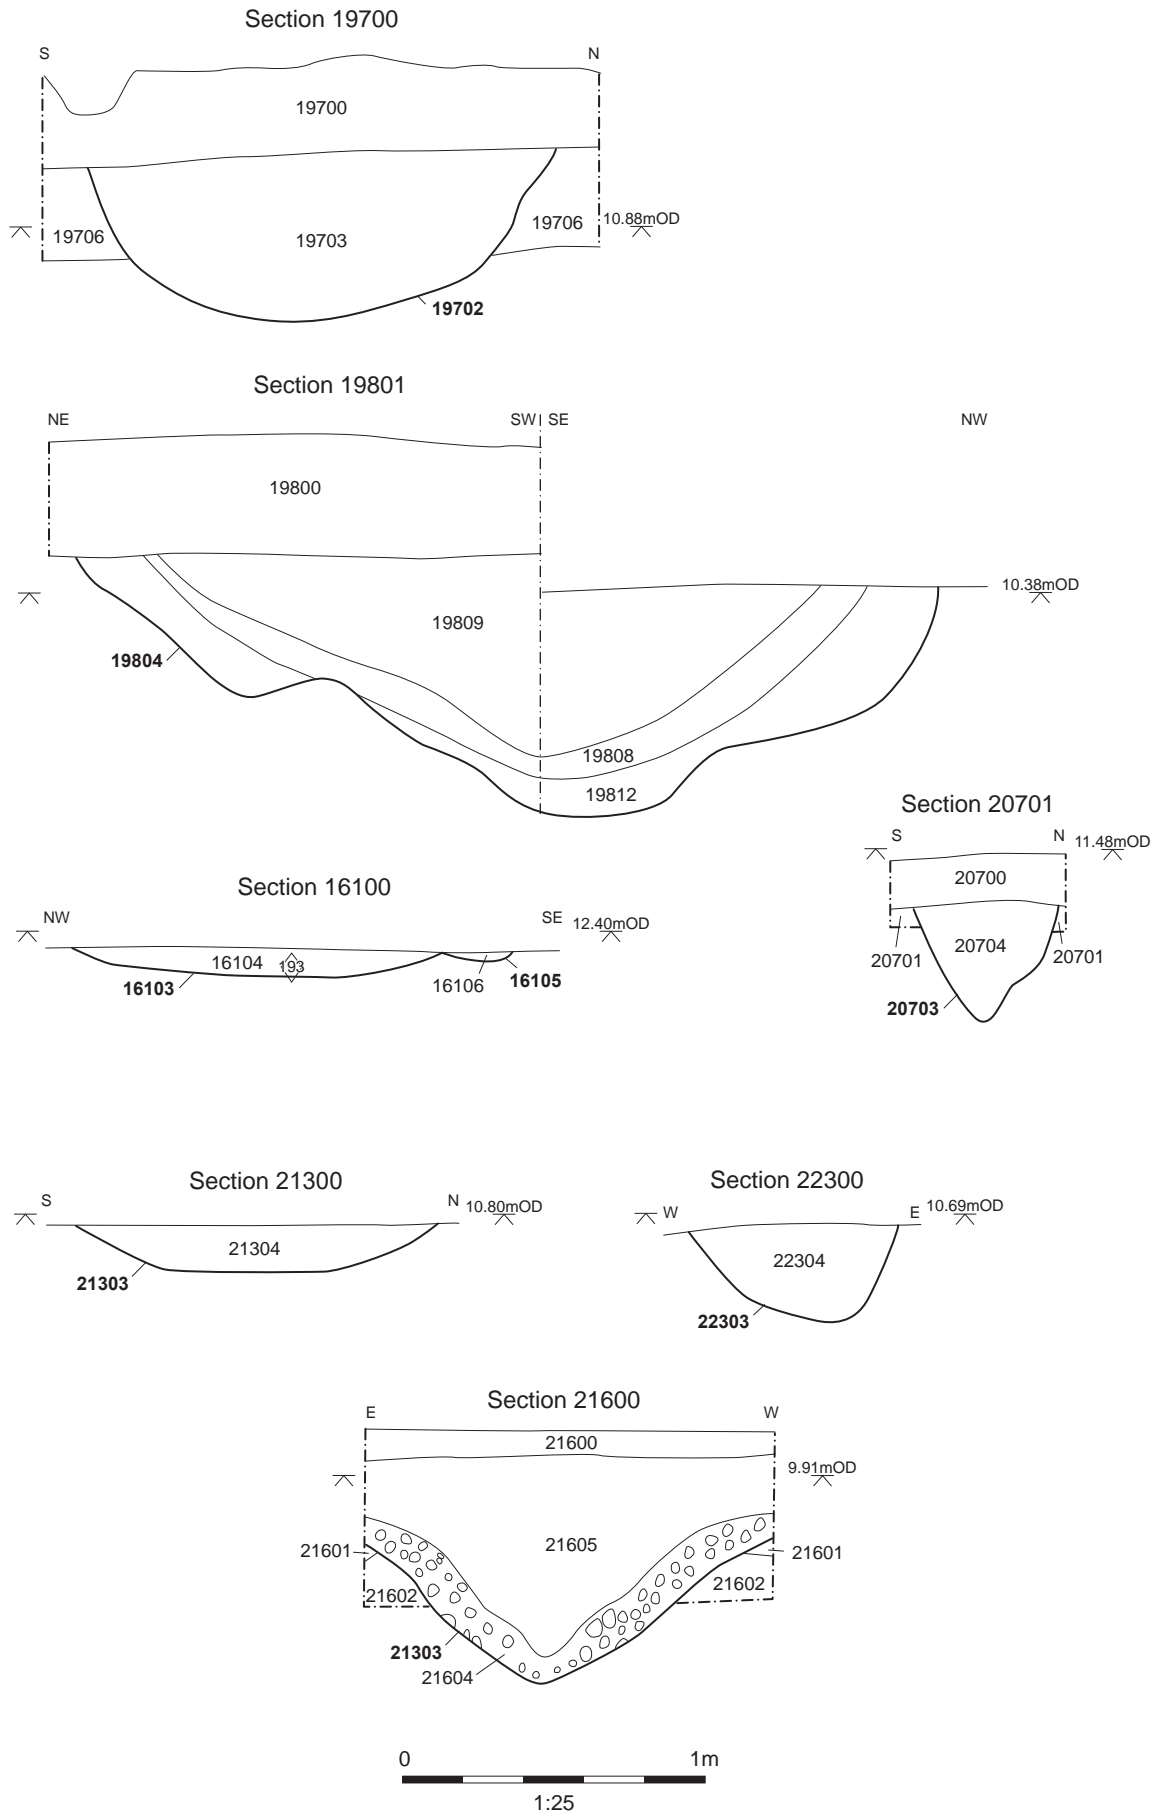 Section 19700
S N
19700
10.88mOD
19706 19703 19706
19702
Section 19801
NE SW SE NW
19800
10.38mOD
19809
19804
19808
19812
Section 20701
S N 11.48mOD
20700
20704
20701 20701
20703
Section 16100
NW SE 12.40mOD
16104 193
16103 16106 16105
Section 21300
S N 10.80mOD
21304
21303
Section 22300
W E 10.69mOD
22304
22303
Section 21600
E W
21600
9.91mOD
21605
21601 21601
21602 21602
21303
21604
0 1m
1:25